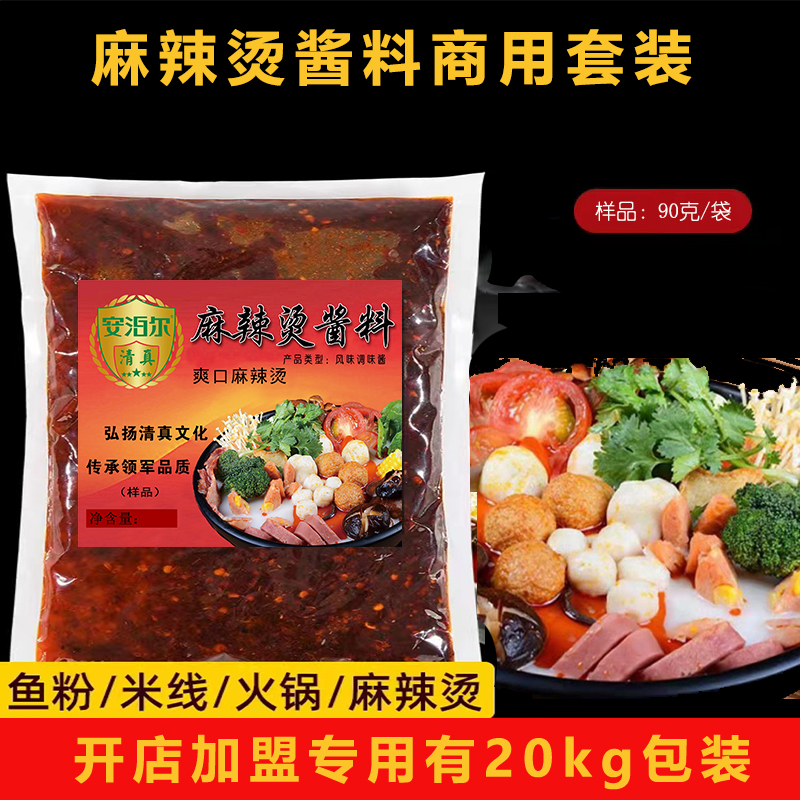 麻辣烫酱料商用套装
样品：90克/袋
安泊尔
清真
麻辣烫酱料
产品类型：风味调味酱
爽口麻辣烫
弘扬清真文化
传承领军品质
（样品）
净含量：
鱼粉/米线/火锅/麻辣烫
开店加盟专用有20kg包装